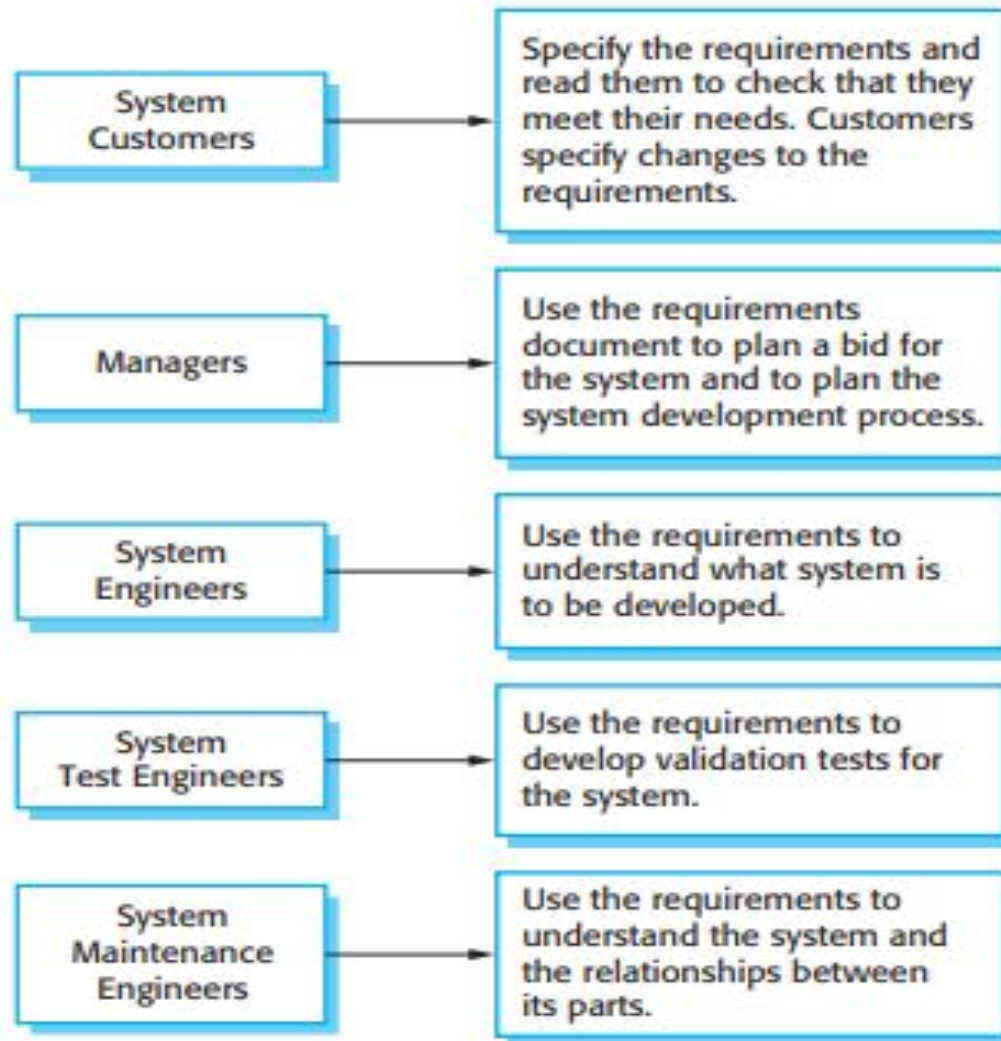 System
Customers
Specify the requirements and
read them to check that they
meet their needs. Customers
specify changes to the
requirements.
Managers
Use the requirements
document to plan a bid for
the system and to plan the
system development process.
System
Engineers
Use the requirements to
understand what system is
to be developed.
System
Test Engineers
Use the requirements to
develop validation tests for
the system.
System
Maintenance
Engineers
Use the requirements to
understand the system and
the relationships between
its parts.